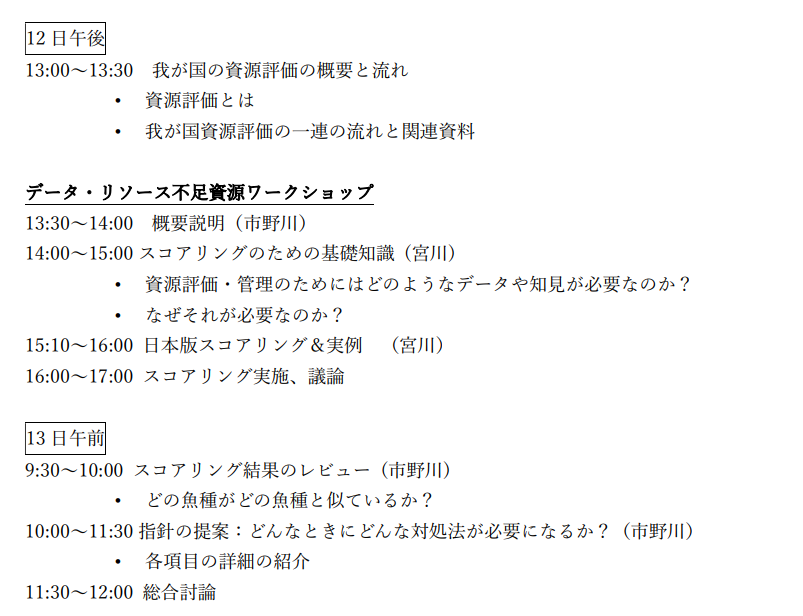 12 日午後
13:00～13:30　我が国の資源評価の概要と流れ
• 資源評価とは
• 我が国資源評価の一連の流れと関連資料
データ・リソース不足資源ワークショップ
13:30～14:00　概要説明（市野川）
14:00～15:00 スコアリングのための基礎知識（宮川）
• 資源評価・管理のためにはどのようなデータや知見が必要なのか？
• なぜそれが必要なのか？
15:10～16:00 日本版スコアリング＆実例　（宮川）
16:00～17:00 スコアリング実施、議論
13 日午前
9:30～10:00 スコアリング結果のレビュー（市野川）
• どの魚種がどの魚種と似ているか？
10:00～11:30 指針の提案：どんなときにどんな対処法が必要になるか？（市野川）
• 各項目の詳細の紹介
11:30～12:00 総合討論